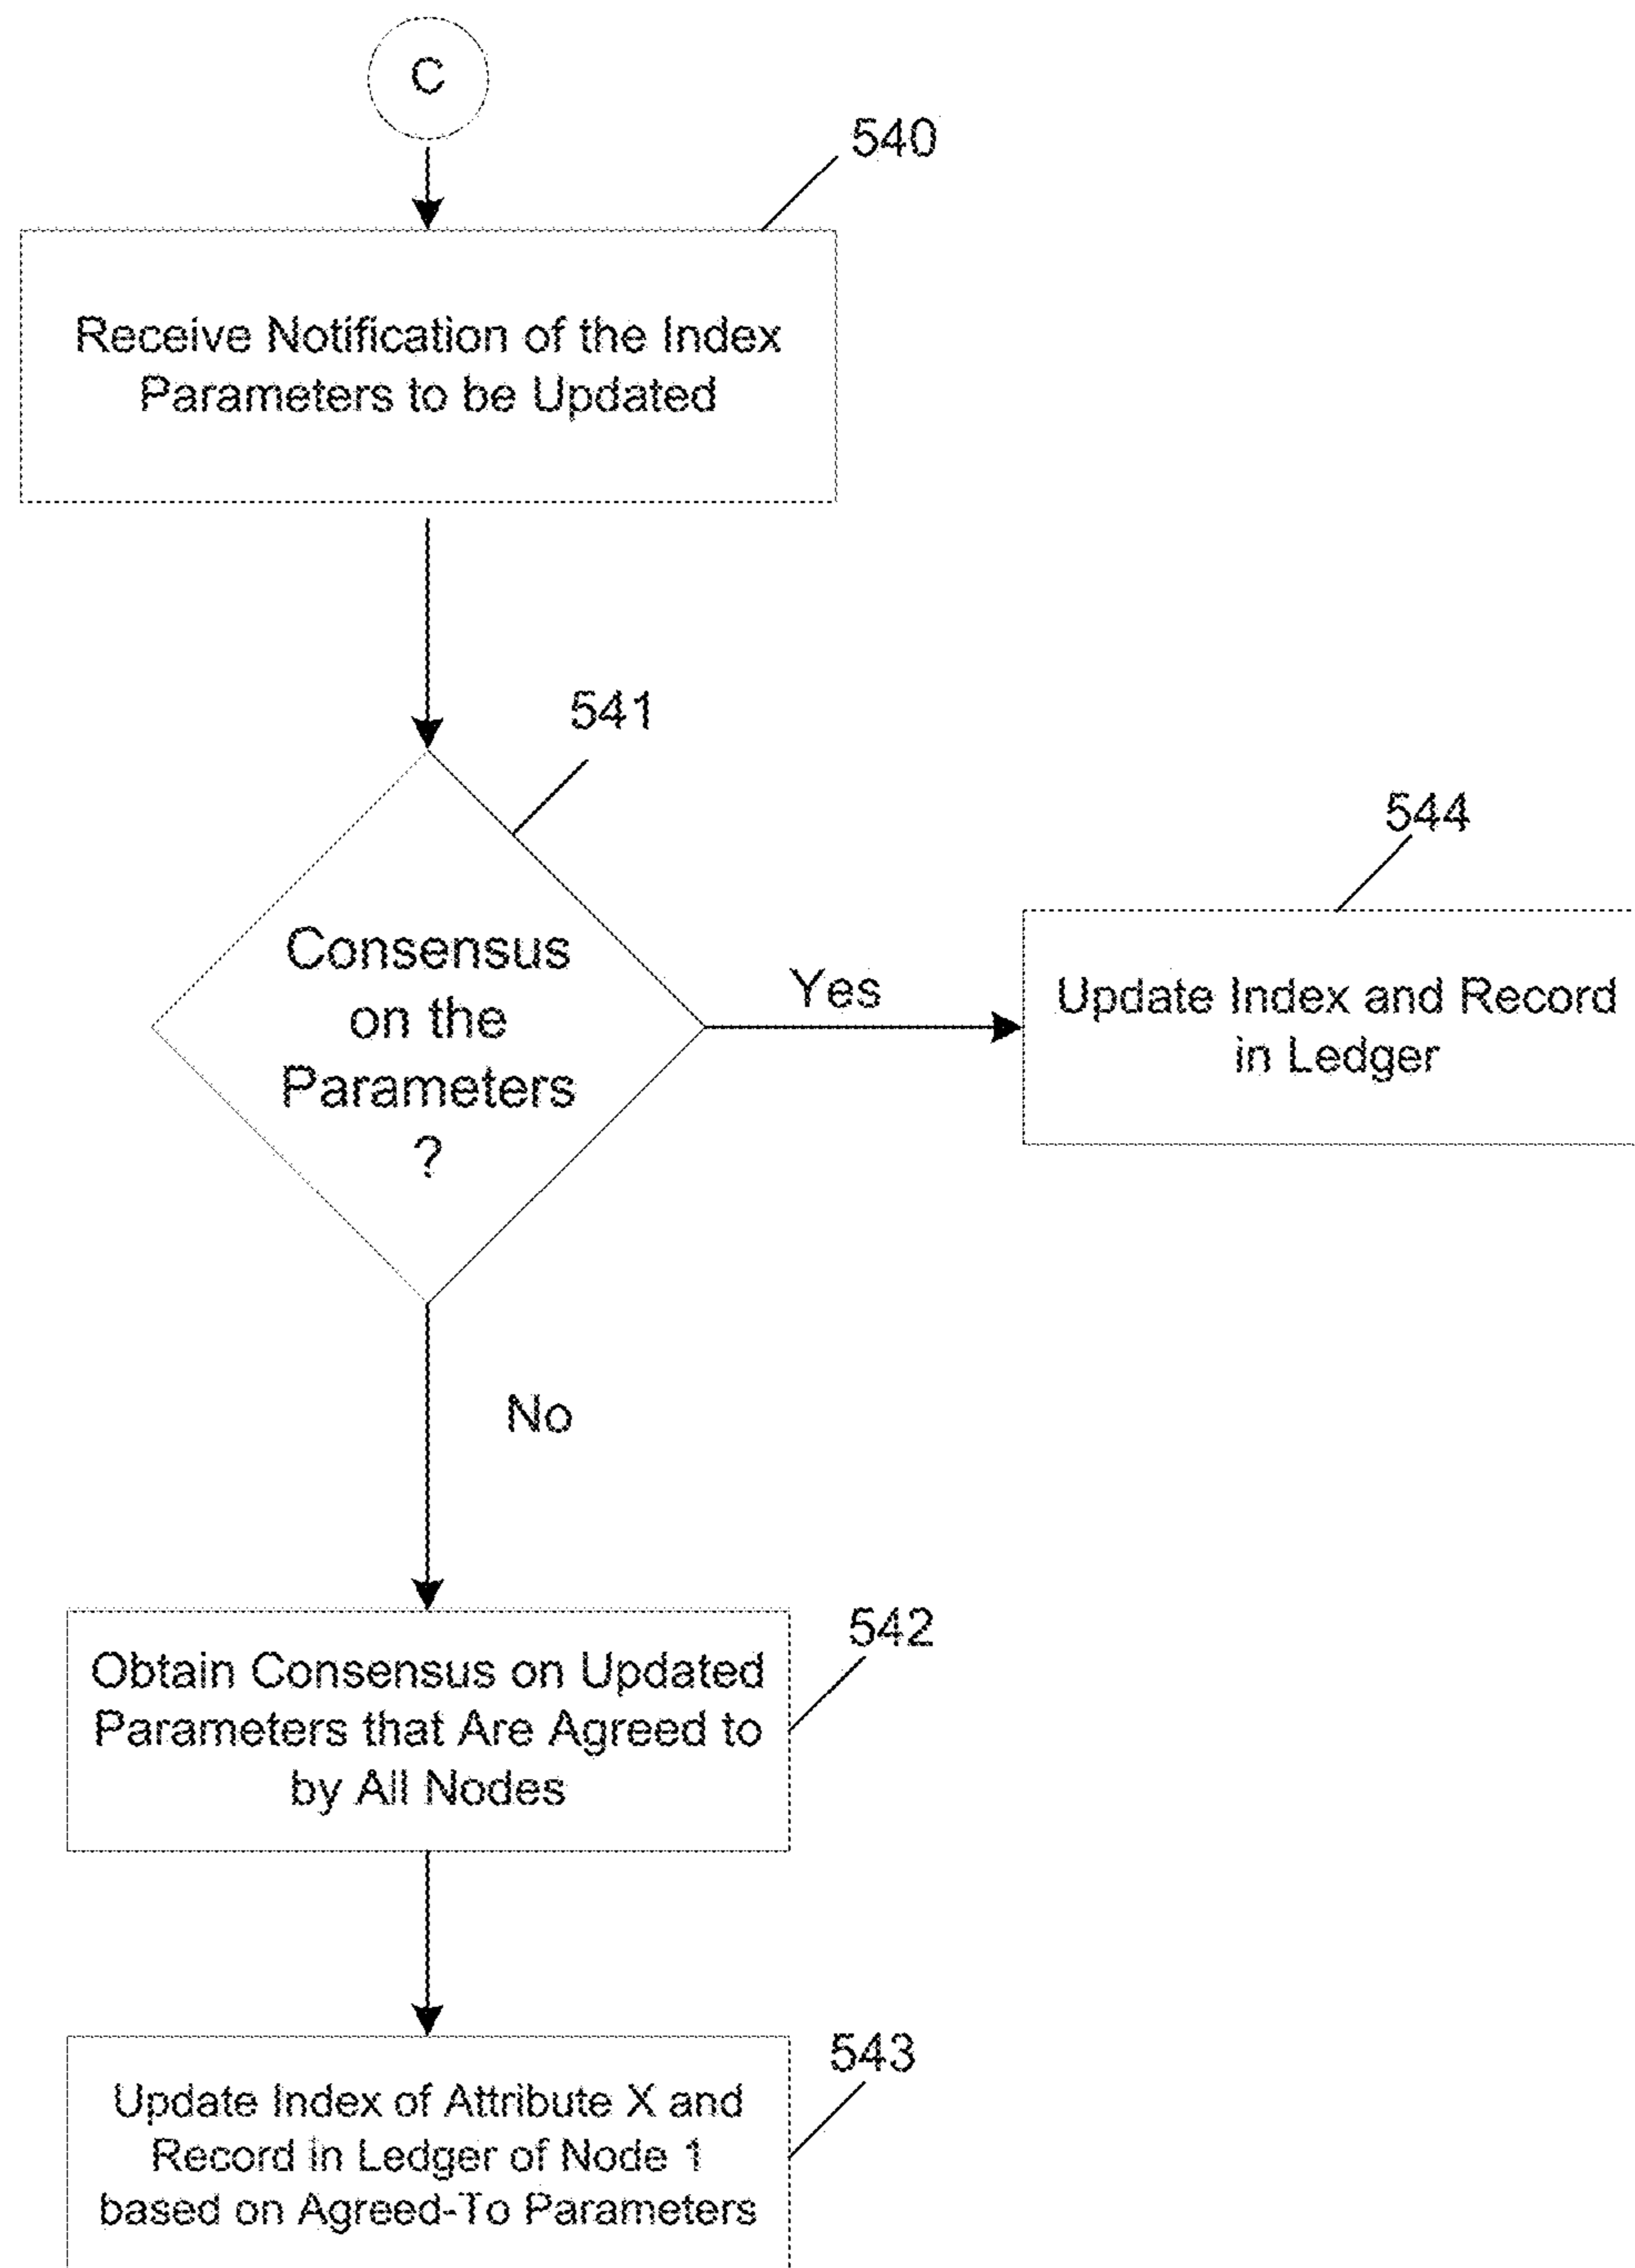 C
540
Receive Notification of the Index
Parameters to be Updated
541
Consensus
on the
Parameters
?
Yes
544
Update Index and Record
in Ledger
No
542
Obtain Consensus on Updated
Parameters that Are Agreed to
by All Nodes
543
Update Index of Attribute X and
Record in Ledger of Node 1
based on Agreed-To Parameters